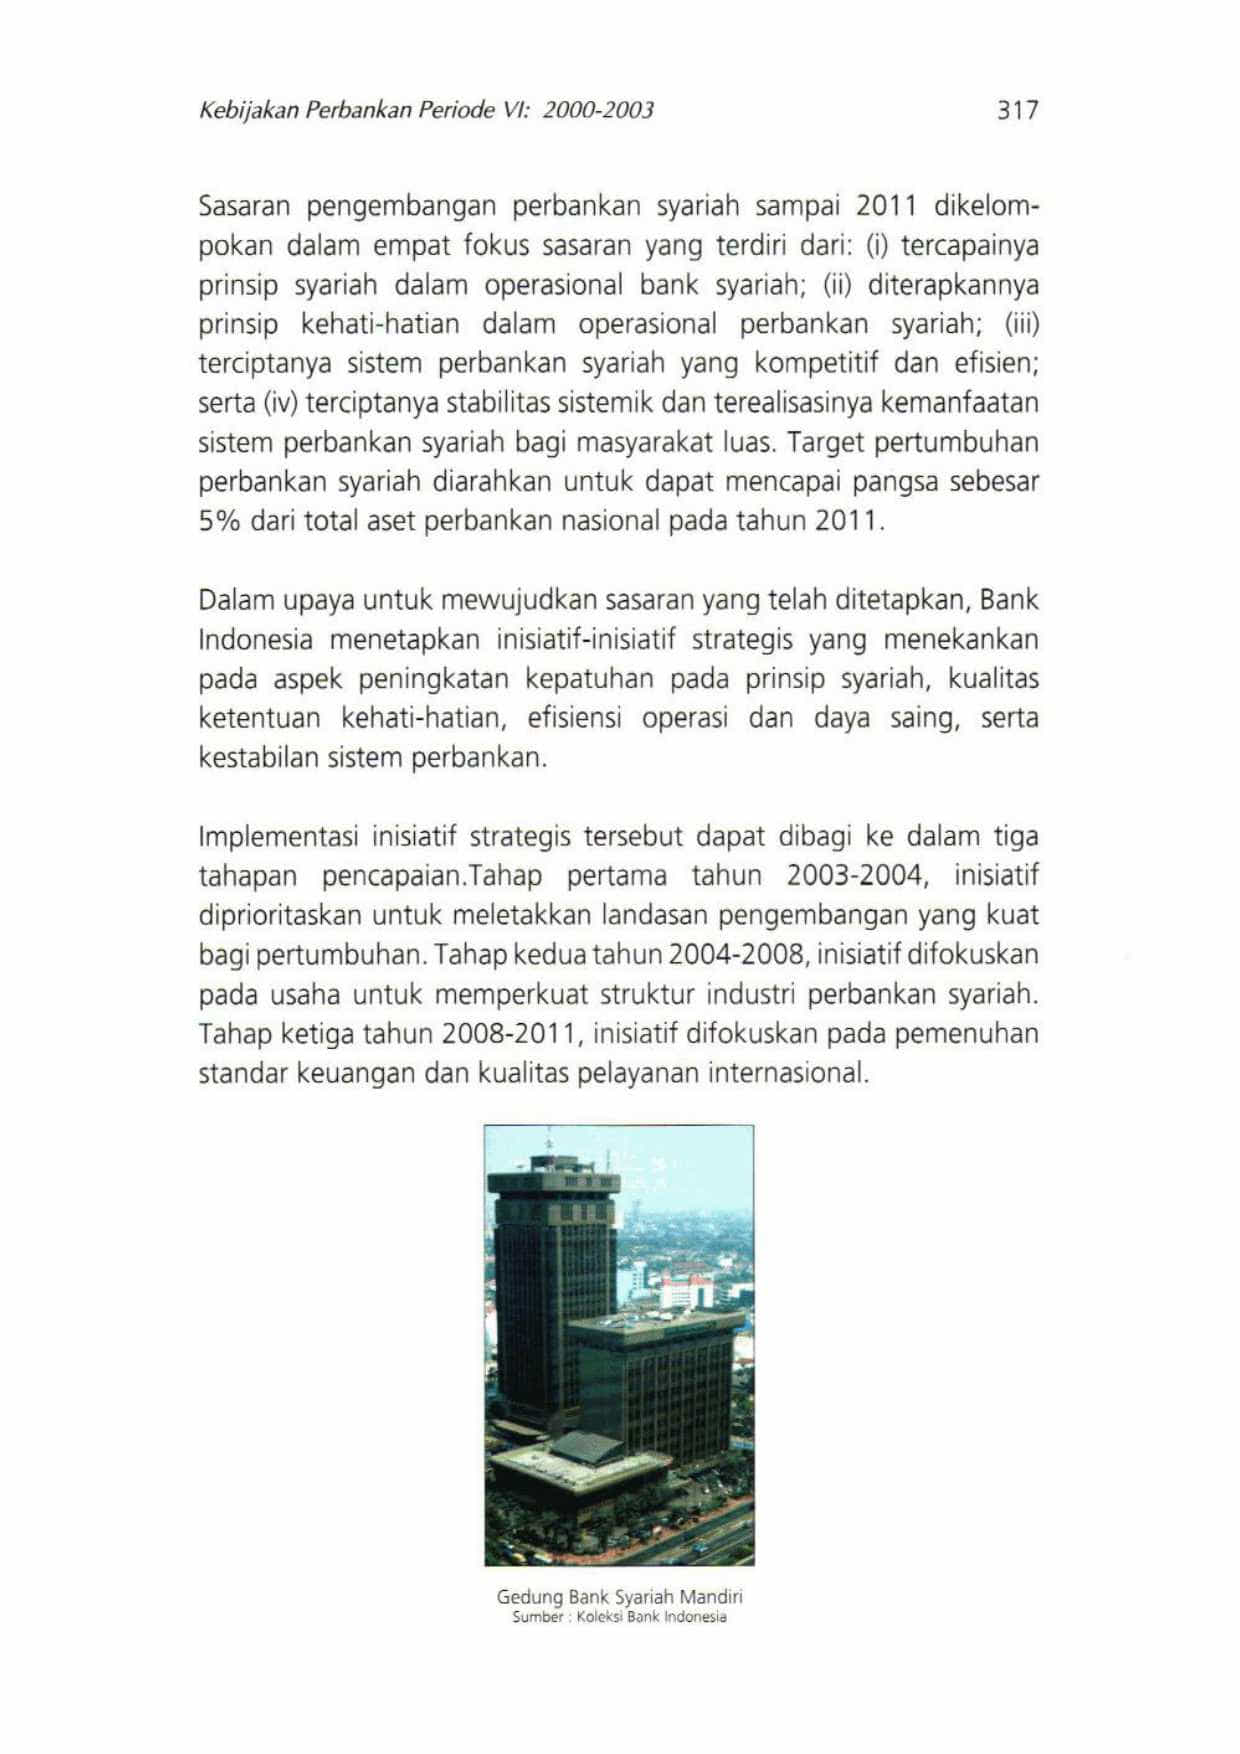 Kebijakan Perbankan Periode VI: 2000-2003 317
Sasaran pengembangan perbankan syariah sampai 2011 dikelom-
pokan dalam empat fokus sasaran yang terdiri dari: (i) tercapainya
prinsip syariah dalam operasional bank syariah; (ii) diterapkannya
prinsip kehati-hatian dalam operasional perbankan syariah; (iii)
terciptanya sistem perbankan syariah yang kompetitif dan efisien;
serta (iv) terciptanya stabilitas sistemik dan terealisasinya kemanfaatan
sistem perbankan syariah bagi masyarakat luas. Target pertumbuhan
perbankan syariah diarahkan untuk dapat mencapai pangsa sebesar
5% dari total aset perbankan nasional pada tahun 2011.
Dalam upaya untuk mewujudkan sasaran yang telah ditetapkan, Bank
Indonesia menetapkan inisiatif-inisiatif strategis yang menekankan
pada aspek peningkatan kepatuhan pada prinsip syariah, kualitas
ketentuan kehati-hatian, efisiensi operasi dan daya saing, serta
kestabilan sistem perbankan.
Implementasi inisiatif strategis tersebut dapat dibagi ke dalam tiga
tahapan pencapaian.Tahap pertama tahun 2003-2004, inisiatif
diprioritaskan untuk meletakkan landasan pengembangan yang kuat
bagi pertumbuhan. Tahap kedua tahun 2004-2008, inisiatif difokuskan
pada usaha untuk memperkuat struktur industri perbankan syariah.
Tahap ketiga tahun 2008-2011, inisiatif difokuskan pada pemenuhan
standar keuangan dan kualitas pelayanan internasional.
Gedung Bank Syariah Mandiri
Sumber : Koleksi Bank Indonesia